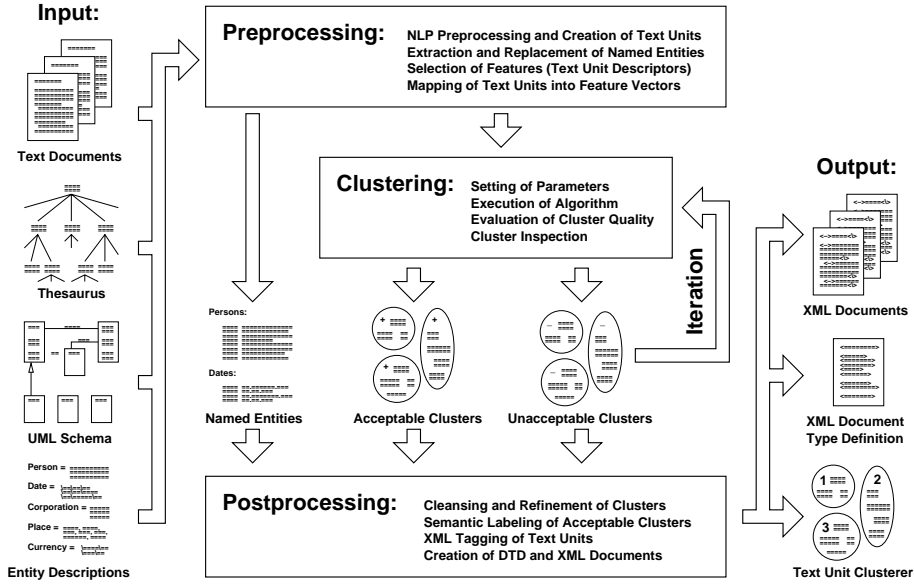 Input:
Text Documents
Thesaurus
UML Schema
Person =
Date =
Corporation =
Place =
Currency =
Entity Descriptions
Preprocessing:
NLP Preprocessing and Creation of Text Units
Extraction and Replacement of Named Entities
Selection of Features (Text Unit Descriptors)
Mapping of Text Units into Feature Vectors
Clustering:
Setting of Parameters
Execution of Algorithm
Evaluation of Cluster Quality
Cluster Inspection
Iteration
Persons:
Dates:
Named Entities
Acceptable Clusters
Unacceptable Clusters
Postprocessing:
Cleansing and Refinement of Clusters
Semantic Labeling of Acceptable Clusters
XML Tagging of Text Units
Creation of DTD and XML Documents
Output:
XML Documents
XML Document
Type Definition
1
2
3
Text Unit Clusterer